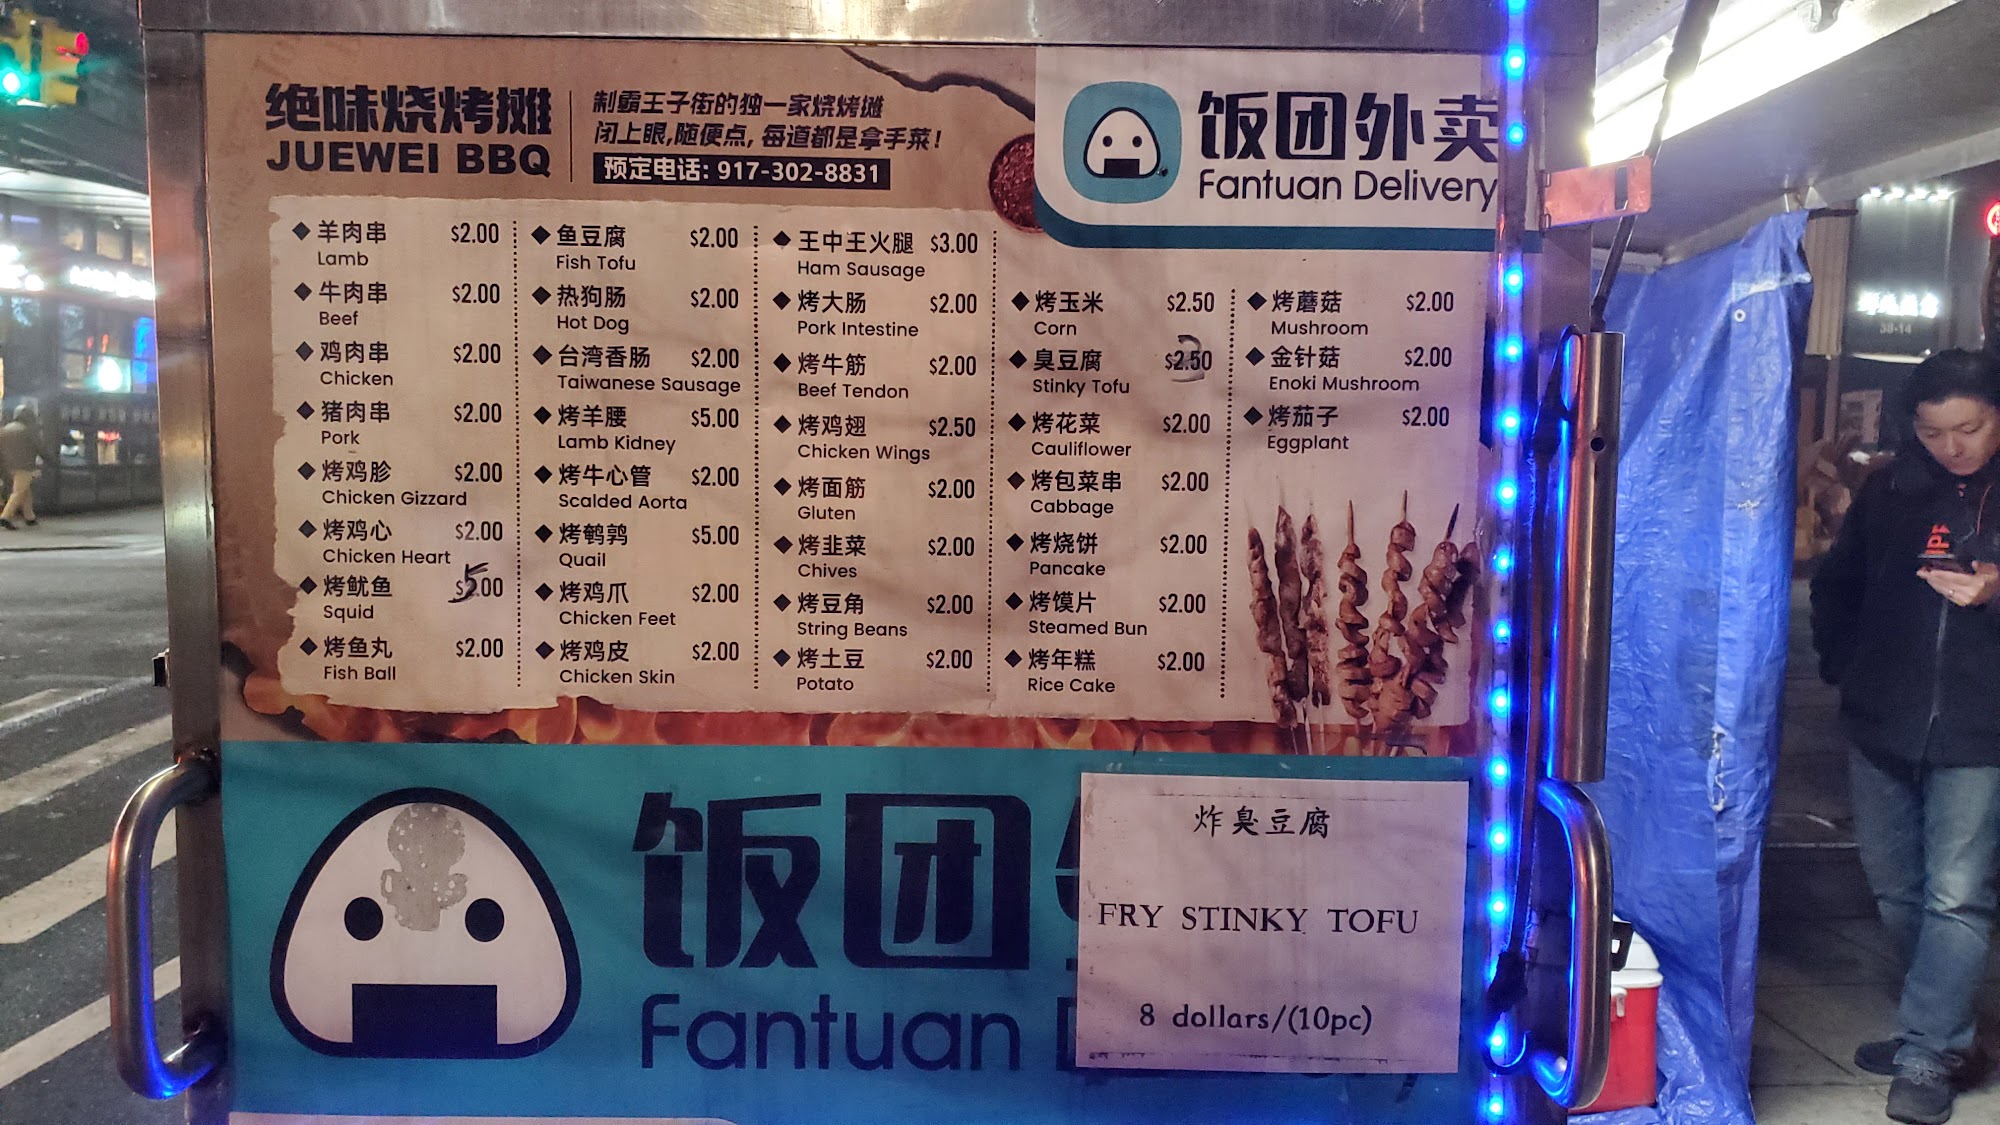 绝味烧烤摊
JUEWEI BBQ
制霸王子街的独一家烧烤摊
闭上眼,随便点,每道都是拿手菜!
预定电话: 917-302-8831
饭团外卖
Fantuan Delivery
羊肉串 $2.00
Lamb
牛肉串 $2.00
Beef
鸡肉串 $2.00
Chicken
猪肉串 $2.00
Pork
烤鸡胗 $2.00
Chicken Gizzard
烤鸡心 $2.00
Chicken Heart
烤鱿鱼 $5.00
Squid
烤鱼丸 $2.00
Fish Ball
鱼豆腐 $2.00
Fish Tofu
热狗肠 $2.00
Hot Dog
台湾香肠 $2.00
Taiwanese Sausage
烤羊腰 $5.00
Lamb Kidney
烤牛心管 $2.00
Scalded Aorta
烤鹌鹑 $5.00
Quail
烤鸡爪 $2.00
Chicken Feet
烤鸡皮 $2.00
Chicken Skin
王中王火腿 $3.00
Ham Sausage
烤大肠 $2.00
Pork Intestine
烤牛筋 $2.00
Beef Tendon
烤鸡翅 $2.50
Chicken Wings
烤面筋 $2.00
Gluten
烤韭菜 $2.00
Chives
烤豆角 $2.00
String Beans
烤土豆 $2.00
Potato
烤玉米 $2.50
Corn
臭豆腐 $2.50
Stinky Tofu
烤花菜 $2.00
Cauliflower
烤包菜串 $2.00
Cabbage
烤烧饼 $2.00
Pancake
烤馍片 $2.00
Steamed Bun
烤年糕 $2.00
Rice Cake
烤蘑菇 $2.00
Mushroom
金针菇 $2.00
Enoki Mushroom
烤茄子 $2.00
Eggplant
饭团
Fantuan
炸臭豆腐
FRY STINKY TOFU
8 dollars/(10pc)
38-14